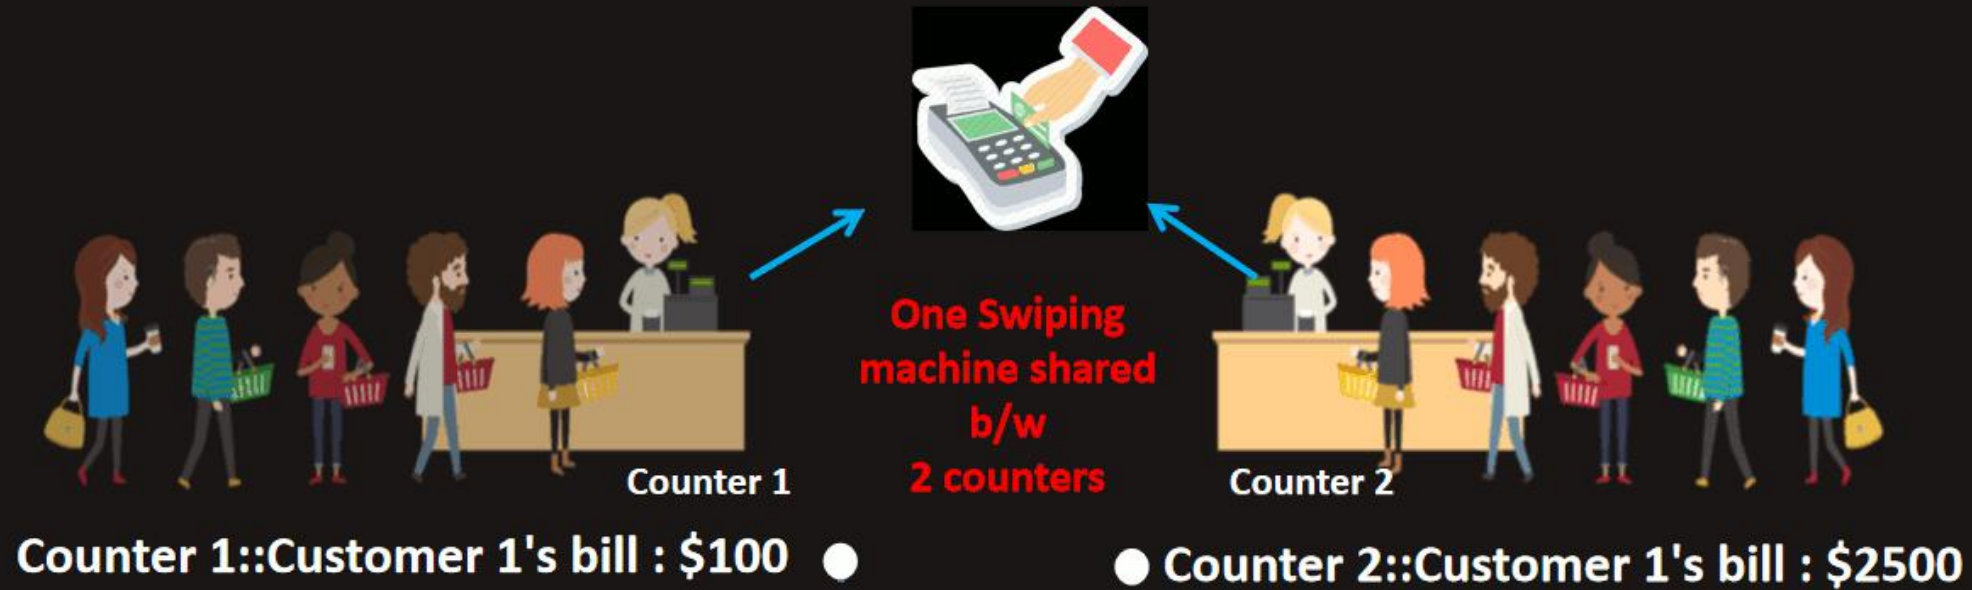 One Swiping
machine shared
b/w
2 counters
Counter 1
Counter 2
Counter 1::Customer 1's bill : $100
Counter 2::Customer 1's bill : $2500